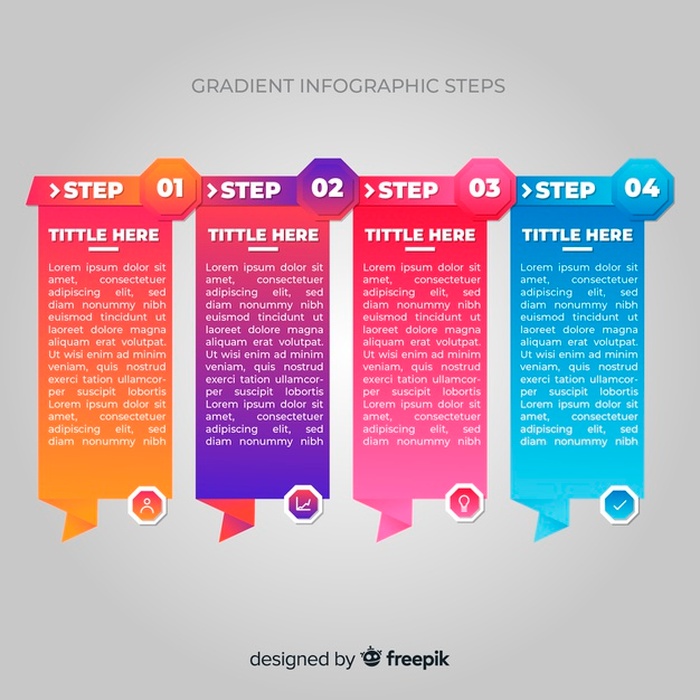 GRADIENT INFOGRAPHIC STEPS
STEP 01
TITTLE HERE
Lorem ipsum dolor sit
amet, consectetuer
adipiscing elit, sed
diam nonummy nibh
euismod tincidunt ut
laoreet dolore magna
aliquam erat volutpat.
Ut wisi enim ad minim
veniam, quis nostrud
exerci tation ullamcor-
per suscipit lobortis
Lorem ipsum dolor sit
amet, consectetuer
adipiscing elit, sed
diam nonummy nibh
STEP 02
TITTLE HERE
Lorem ipsum dolor sit
amet, consectetuer
adipiscing elit, sed
diam nonummy nibh
euismod tincidunt ut
laoreet dolore magna
aliquam erat volutpat.
Ut wisi enim ad minim
veniam, quis nostrud
exerci tation ullamcor-
per suscipit lobortis
Lorem ipsum dolor sit
amet, consectetuer
adipiscing elit, sed
diam nonummy nibh
STEP 03
TITTLE HERE
Lorem ipsum dolor sit
amet, consectetuer
adipiscing elit, sed
diam nonummy nibh
euismod tincidunt ut
laoreet dolore magna
aliquam erat volutpat.
Ut wisi enim ad minim
veniam, quis nostrud
exerci tation ullamcor-
per suscipit lobortis
Lorem ipsum dolor sit
amet, consectetuer
adipiscing elit, sed
diam nonummy nibh
STEP 04
TITTLE HERE
Lorem ipsum dolor sit
amet, consectetuer
adipiscing elit, sed
diam nonummy nibh
euismod tincidunt ut
laoreet dolore magna
aliquam erat volutpat.
Ut wisi enim ad minim
veniam, quis nostrud
exerci tation ullamcor-
per suscipit lobortis
Lorem ipsum dolor sit
amet, consectetuer
adipiscing elit, sed
diam nonummy nibh
designed by freepik